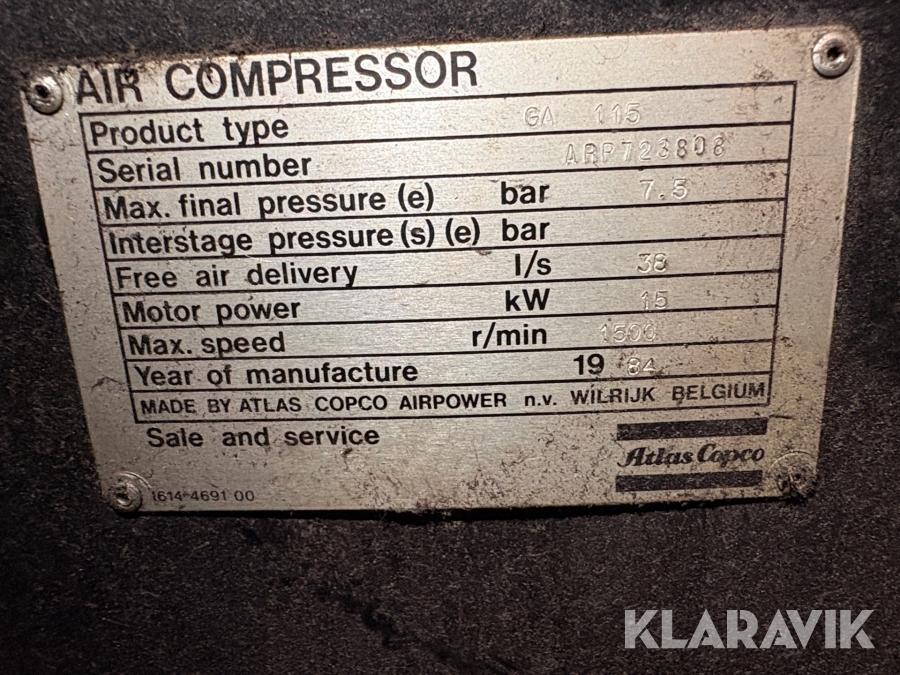 AIR COMPRESSOR
Product type GA 115
Serial number ARP723808
Max. final pressure (e) bar 7.5
Interstage pressure (s) (e) bar
Free air delivery l/s 38
Motor power kW 15
Max. speed r/min 1500
Year of manufacture 19 84
MADE BY ATLAS COPCO AIRPOWER n.v. WILRIJK BELGIUM
Sale and service
Atlas Copco
1614-4691 00
KLARAVIK